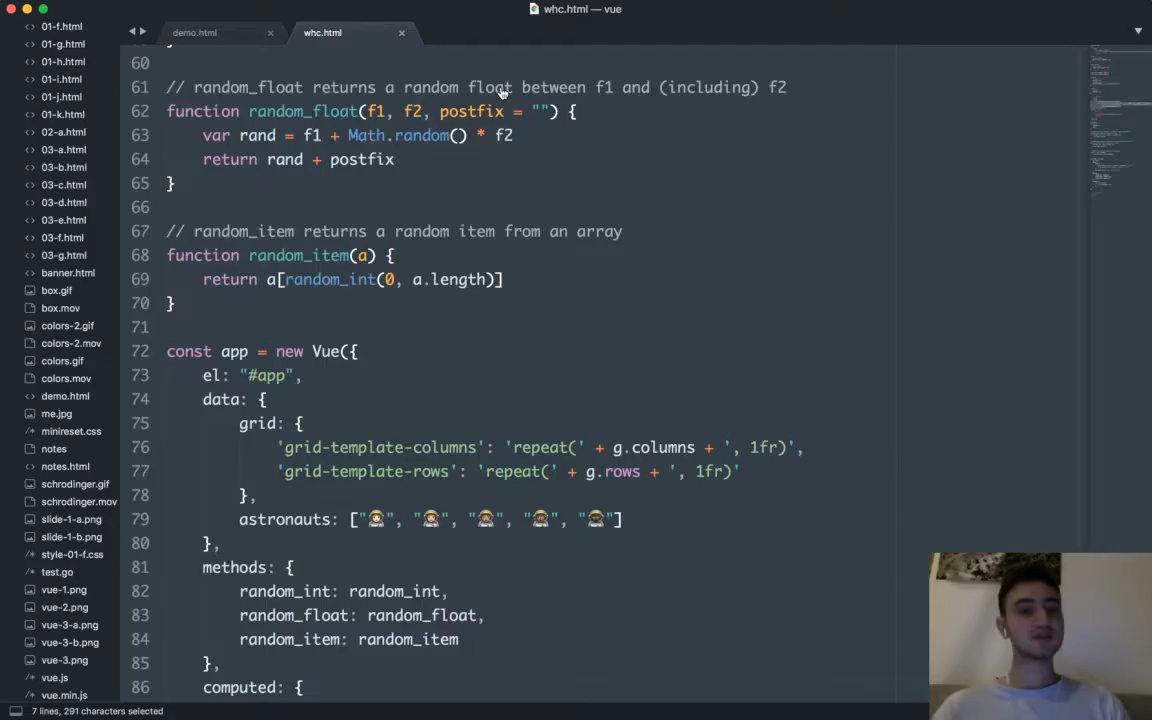 whc.html — vue
01-f.html
01-g.html
01-h.html
01-i.html
01-j.html
01-k.html
02-a.html
03-a.html
03-b.html
03-c.html
03-d.html
03-e.html
03-f.html
03-g.html
banner.html
box.gif
box.mov
colors-2.gif
colors-2.mov
colors.gif
colors.mov
demo.html
me.jpg
minireset.css
notes
notes.html
schrodinger.gif
schrodinger.mov
slide-1-a.png
slide-1-b.png
style-01-f.css
test.go
vue-1.png
vue-2.png
vue-3-a.png
vue-3-b.png
vue-3.png
vue.js
vue.min.js
demo.html
whc.html
60
61 // random_float returns a random float between f1 and (including) f2
62 function random_float(f1, f2, postfix = "") {
63 var rand = f1 + Math.random() * f2
64 return rand + postfix
65 }
66
67 // random_item returns a random item from an array
68 function random_item(a) {
69 return a[random_int(0, a.length)]
70 }
71
72 const app = new Vue({
73 el: "#app",
74 data: {
75 grid: {
76 'grid-template-columns': 'repeat(' + g.columns + ', 1fr)',
77 'grid-template-rows': 'repeat(' + g.rows + ', 1fr)'
78 },
79 astronauts: ["👩🏻‍🚀", "👩🏼‍🚀", "👩🏽‍🚀", "👩🏾‍🚀", "👩🏿‍🚀"]
80 },
81 methods: {
82 random_int: random_int,
83 random_float: random_float,
84 random_item: random_item
85 },
86 computed: {
7 lines, 291 characters selected